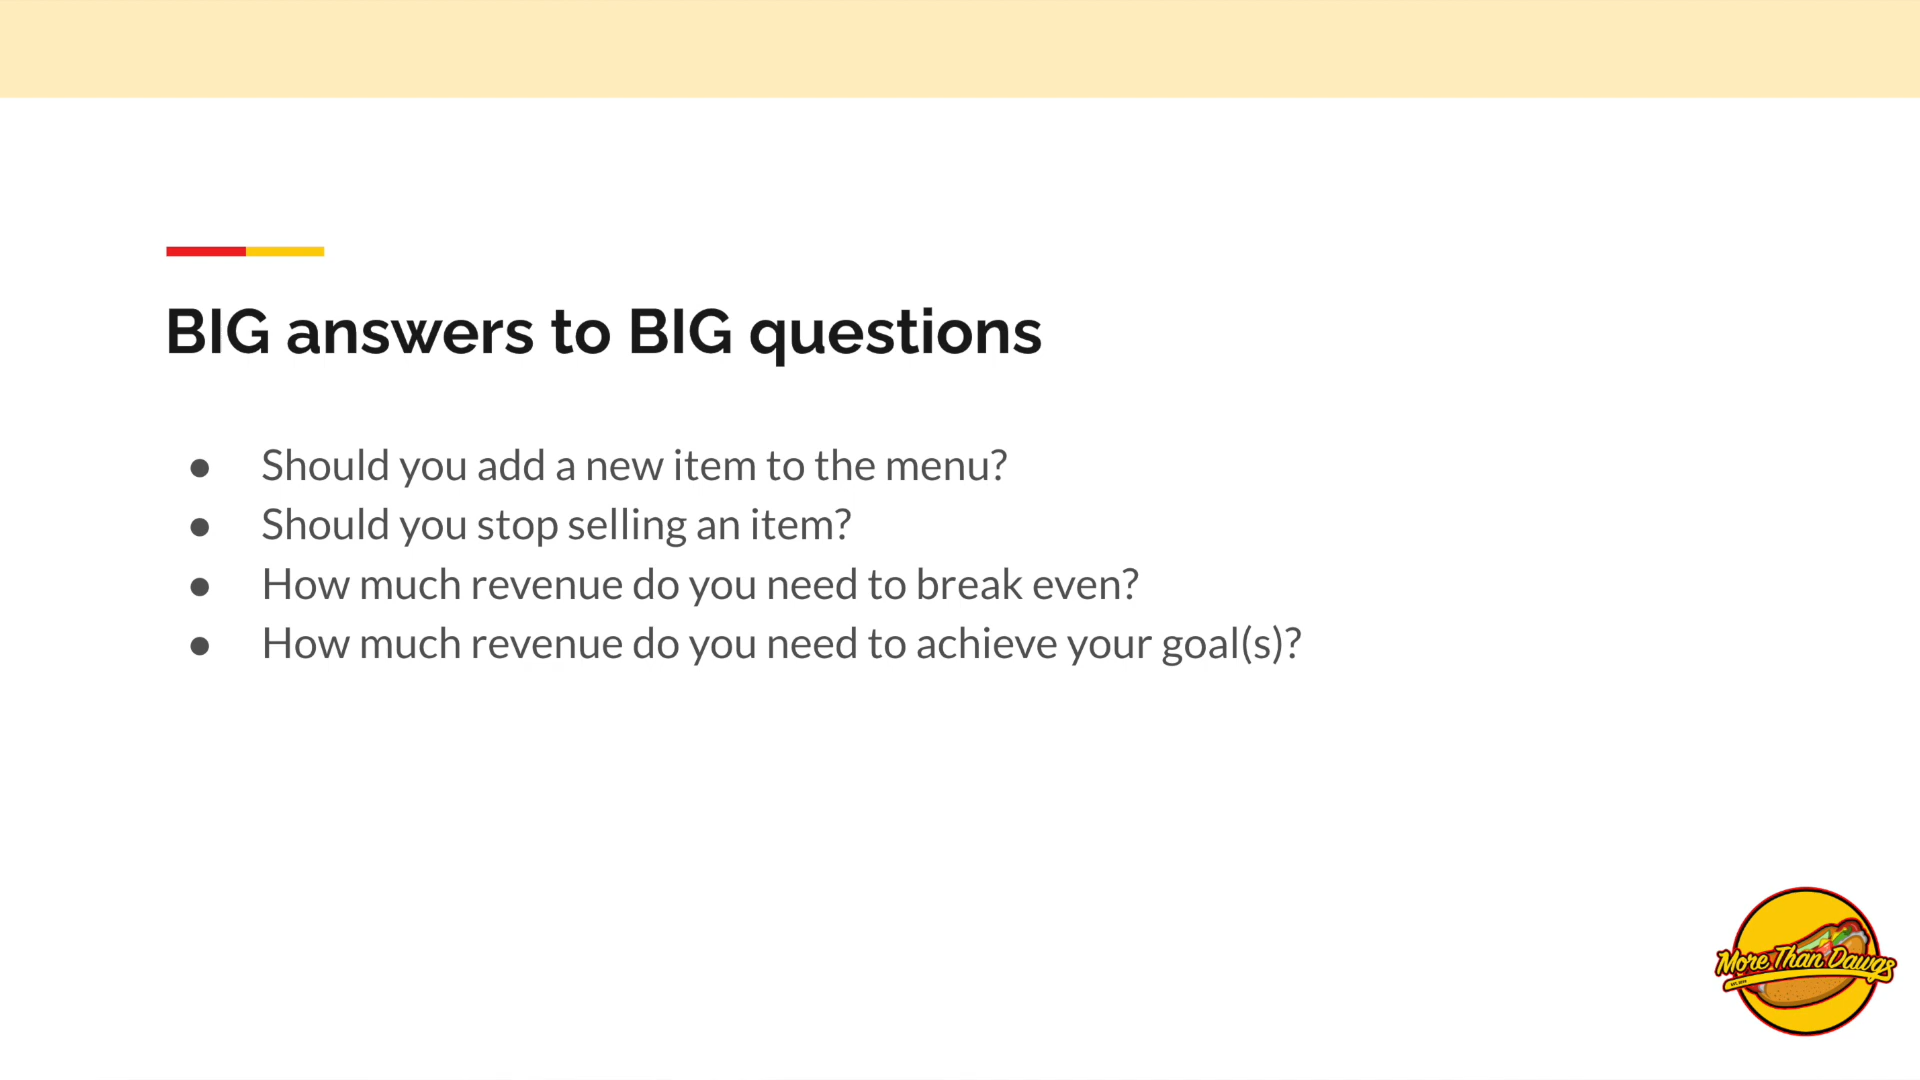 BIG answers to BIG questions
● Should you add a new item to the menu?
● Should you stop selling an item?
● How much revenue do you need to break even?
● How much revenue do you need to achieve your goal(s)?
More Than Dawgs